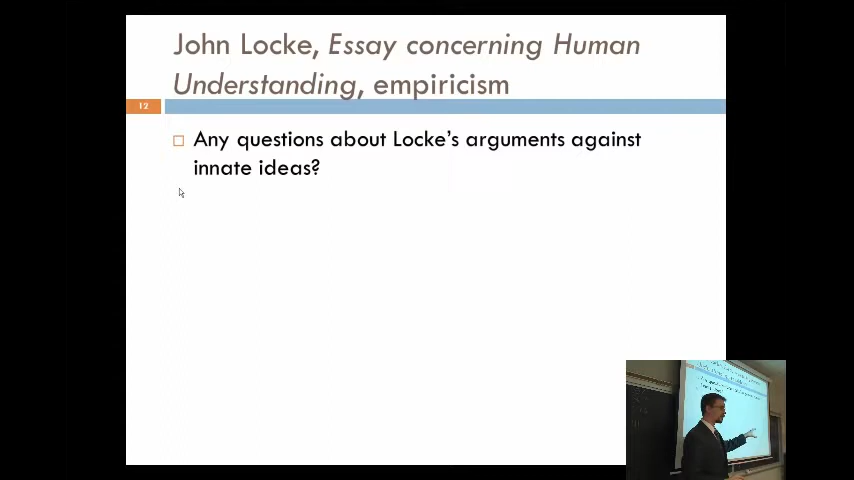 John Locke, Essay concerning Human
Understanding, empiricism
12
Any questions about Locke's arguments against
innate ideas?